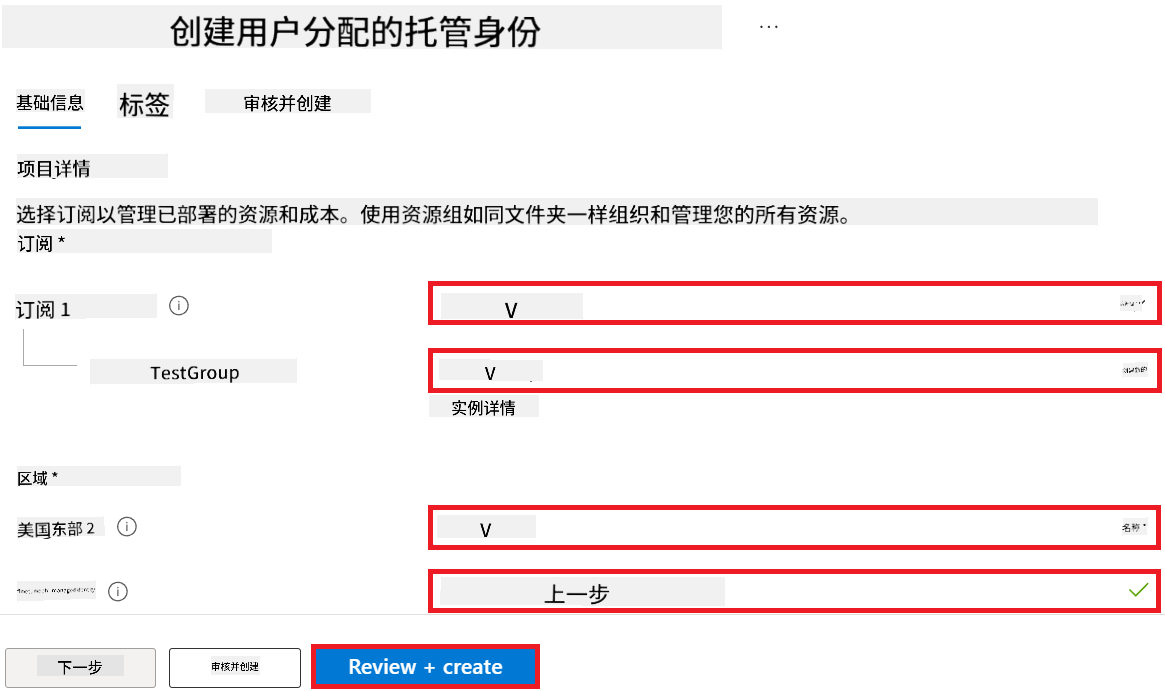 创建用户分配的托管身份 ...
基础信息 标签 审核并创建
项目详情
选择订阅以管理已部署的资源和成本。使用资源组如同文件夹一样组织和管理您的所有资源。
订阅 *
订阅 1 V
TestGroup V 创建新的
实例详情
区域 *
美国东部 2 V 名称 *
上一步
下一步 审核并创建 Review + create